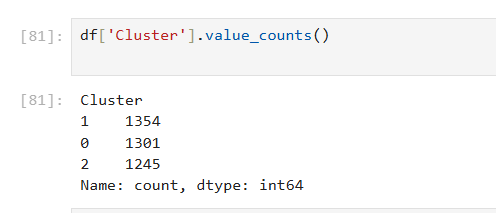 [81]: df['Cluster'].value_counts()
[81]: Cluster
1    1354
0    1301
2    1245
Name: count, dtype: int64